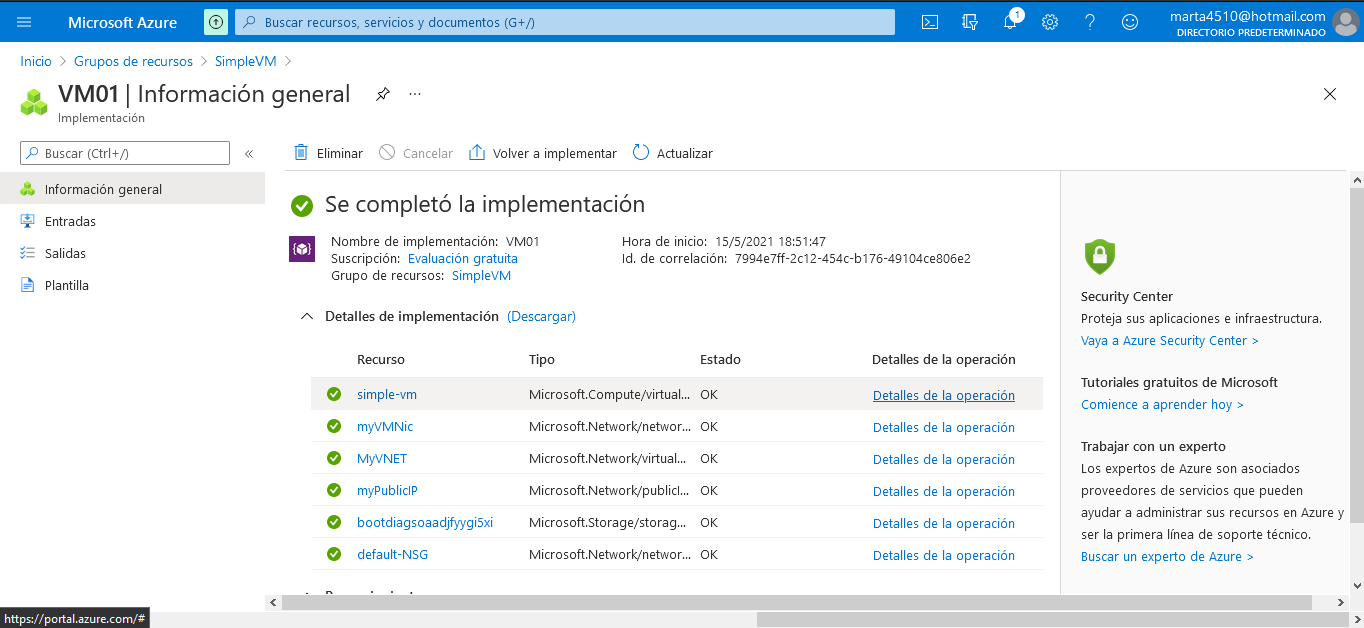 Microsoft Azure
Buscar recursos, servicios y documentos (G+/)
1
marta4510@hotmail.com
DIRECTORIO PREDETERMINADO
Inicio > Grupos de recursos > SimpleVM >
VM01 | Información general
Implementación
Buscar (Ctrl+/)
Información general
Entradas
Salidas
Plantilla
Eliminar Cancelar Volver a implementar Actualizar
Se completó la implementación
Nombre de implementación: VM01
Suscripción: Evaluación gratuita
Grupo de recursos: SimpleVM
Hora de inicio: 15/5/2021 18:51:47
Id. de correlación: 7994e7ff-2c12-454c-b176-49104ce806e2
Detalles de implementación (Descargar)
Recurso Tipo Estado Detalles de la operación
simple-vm Microsoft.Compute/virtual... OK Detalles de la operación
myVMNic Microsoft.Network/networ... OK Detalles de la operación
MyVNET Microsoft.Network/virtual... OK Detalles de la operación
myPublicIP Microsoft.Network/publicI... OK Detalles de la operación
bootdiagsoaadjfyygi5xi Microsoft.Storage/storag... OK Detalles de la operación
default-NSG Microsoft.Network/networ... OK Detalles de la operación
Security Center
Proteja sus aplicaciones e infraestructura.
Vaya a Azure Security Center >
Tutoriales gratuitos de Microsoft
Comience a aprender hoy >
Trabajar con un experto
Los expertos de Azure son asociados
proveedores de servicios que pueden
ayudar a administrar sus recursos en Azure y
ser la primera línea de soporte técnico.
Buscar un experto de Azure >
https://portal.azure.com/#